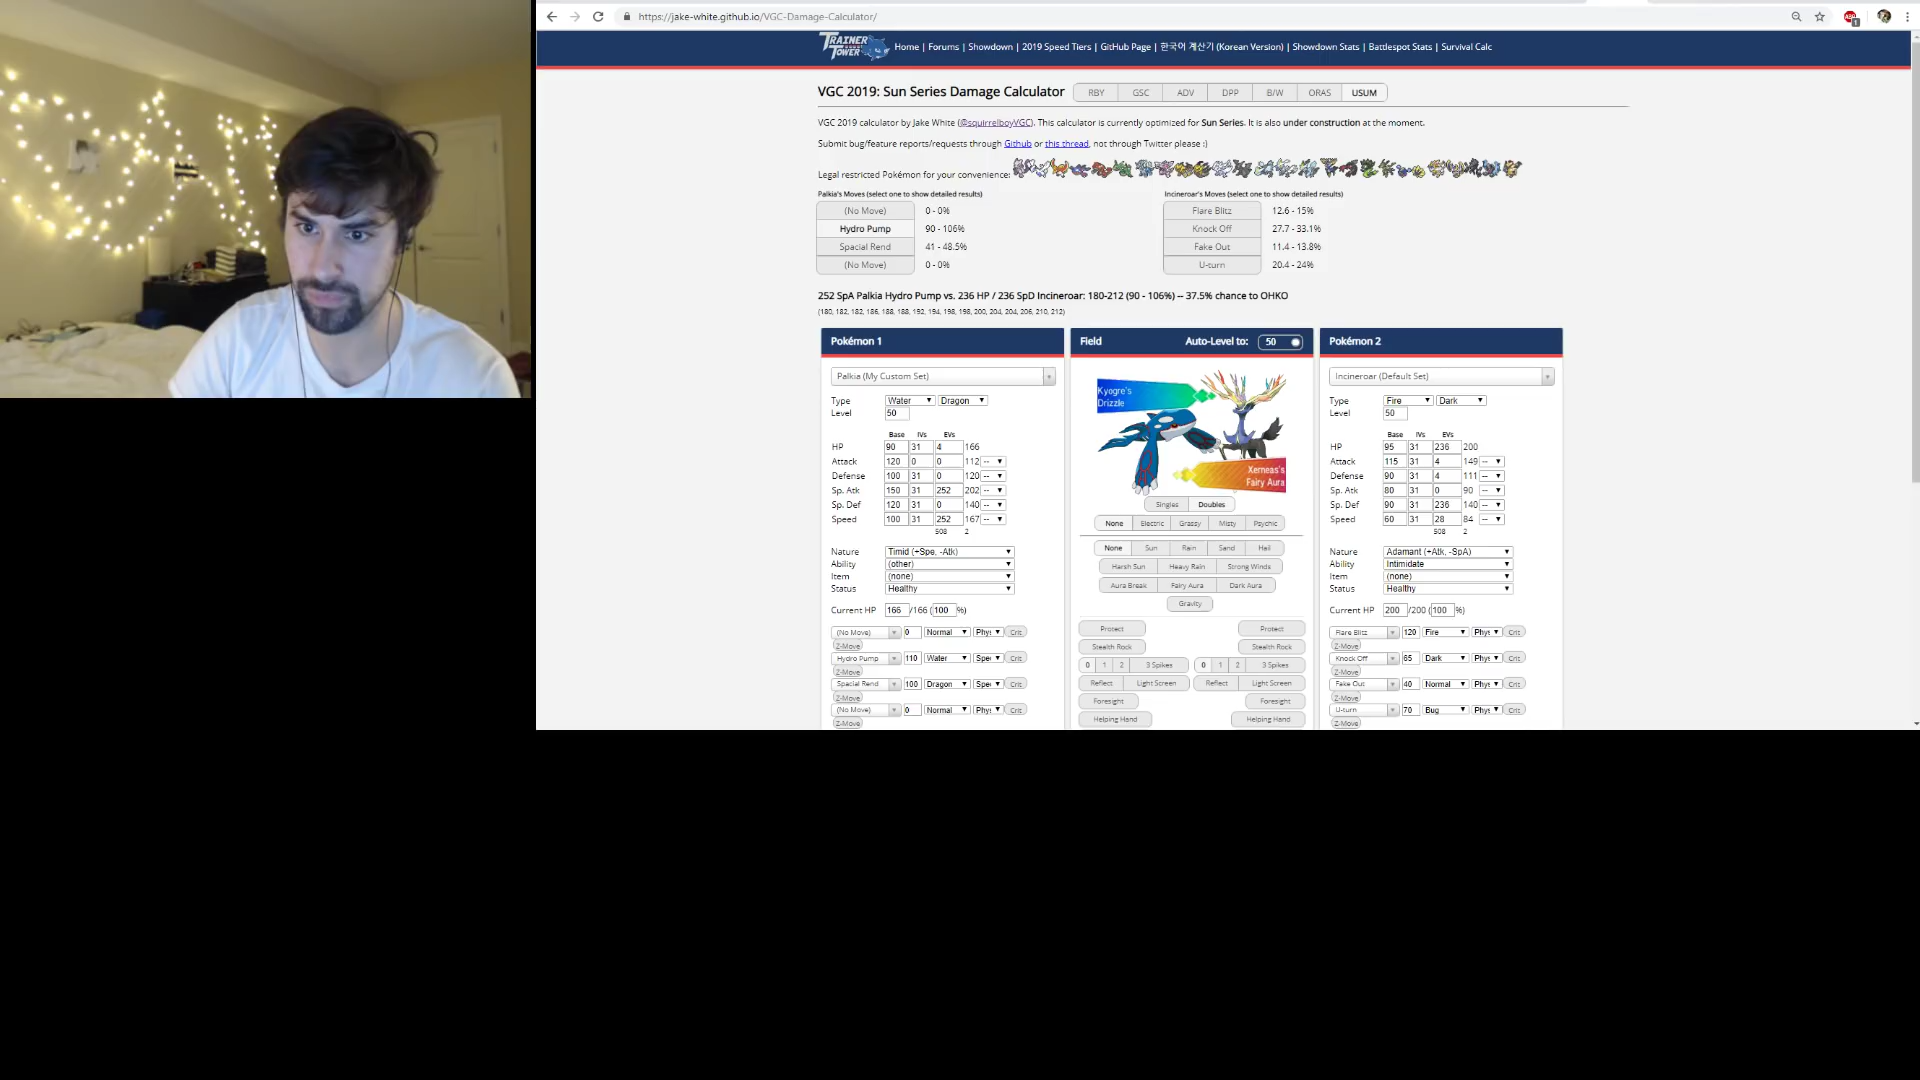 https://jake-white.github.io/VGC-Damage-Calculator/
TRAINER TOWER Home | Forums | Showdown | 2019 Speed Tiers | GitHub Page | 한국어 계산기 (Korean Version) | Showdown Stats | Battlespot Stats | Survival Calc
VGC 2019: Sun Series Damage Calculator RBY GSC ADV DPP B/W ORAS USUM
VGC 2019 calculator by Jake White (@squirrelboyVGC). This calculator is currently optimized for Sun Series. It is also under construction at the moment.
Submit bug/feature reports/requests through Github or this thread, not through Twitter please :)
Legal restricted Pokémon for your convenience:
Palkia's Moves (select one to show detailed results)
(No Move) 0 - 0%
Hydro Pump 90 - 106%
Spacial Rend 41 - 48.5%
(No Move) 0 - 0%
Incineroar's Moves (select one to show detailed results)
Flare Blitz 12.6 - 15%
Knock Off 27.7 - 33.1%
Fake Out 11.4 - 13.8%
U-turn 20.4 - 24%
252 SpA Palkia Hydro Pump vs. 236 HP / 236 SpD Incineroar: 180-212 (90 - 106%) -- 37.5% chance to OHKO
(180, 182, 182, 186, 188, 188, 192, 194, 198, 198, 200, 204, 204, 206, 210, 212)
Pokémon 1
Palkia (My Custom Set)
Type Water Dragon
Level 50
Base IVs EVs
HP 90 31 4 166
Attack 120 0 0 112 --
Defense 100 31 0 120 --
Sp. Atk 150 31 252 202 --
Sp. Def 120 31 0 140 --
Speed 100 31 252 167 --
508 2
Nature Timid (+Spe, -Atk)
Ability (other)
Item (none)
Status Healthy
Current HP 166 /166 (100 %)
(No Move) 0 Normal Phys Crit
Z-Move
Hydro Pump 110 Water Spec Crit
Z-Move
Spacial Rend 100 Dragon Spec Crit
Z-Move
(No Move) 0 Normal Phys Crit
Z-Move
Field Auto-Level to: 50
Kyogre's
Drizzle
Xerneas's
Fairy Aura
Singles Doubles
None Electric Grassy Misty Psychic
None Sun Rain Sand Hail
Harsh Sun Heavy Rain Strong Winds
Aura Break Fairy Aura Dark Aura
Gravity
Protect Protect
Stealth Rock Stealth Rock
0 1 2 3 Spikes 0 1 2 3 Spikes
Reflect Light Screen Reflect Light Screen
Foresight Foresight
Helping Hand Helping Hand
Pokémon 2
Incineroar (Default Set)
Type Fire Dark
Level 50
Base IVs EVs
HP 95 31 236 200
Attack 115 31 4 149 --
Defense 90 31 4 111 --
Sp. Atk 80 31 0 90 --
Sp. Def 90 31 236 140 --
Speed 60 31 28 84 --
508 2
Nature Adamant (+Atk, -SpA)
Ability Intimidate
Item (none)
Status Healthy
Current HP 200 /200 (100 %)
Flare Blitz 120 Fire Phys Crit
Z-Move
Knock Off 65 Dark Phys Crit
Z-Move
Fake Out 40 Normal Phys Crit
Z-Move
U-turn 70 Bug Phys Crit
Z-Move